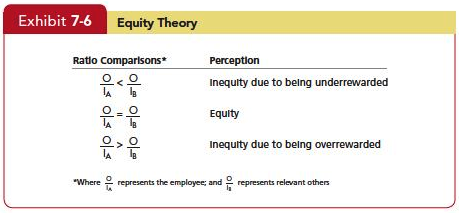 Exhibit 7-6 Equity Theory
Ratio Comparisons* Perception
O/IA < O/IB Inequity due to being underrewarded
O/IA = O/IB Equity
O/IA > O/IB Inequity due to being overrewarded
*Where O/IA represents the employee; and O/IB represents relevant others